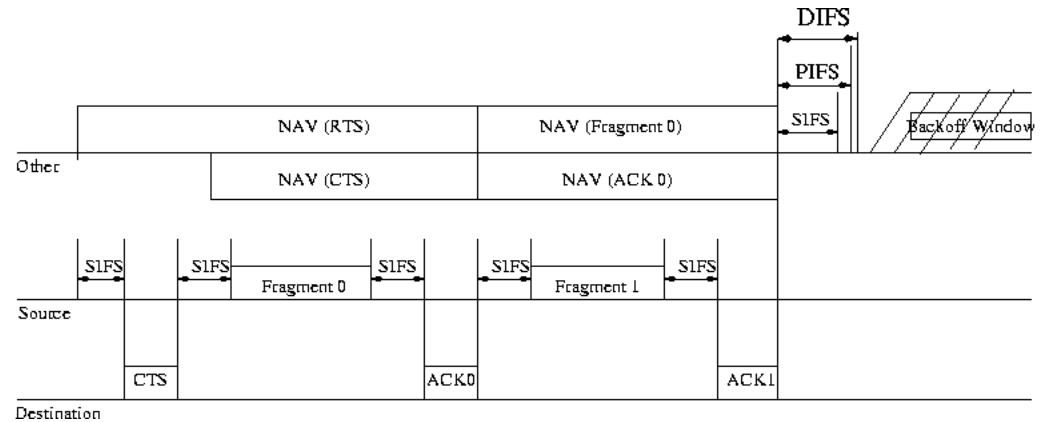 DIFS
PIFS
SIFS
NAV (RTS)
NAV (Fragment 0)
Backoff Window
Other
NAV (CTS)
NAV (ACK 0)
SIFS
SIFS
SIFS
SIFS
SIFS
Fragment 0
Fragment 1
Source
CTS
ACK0
ACK1
Destination